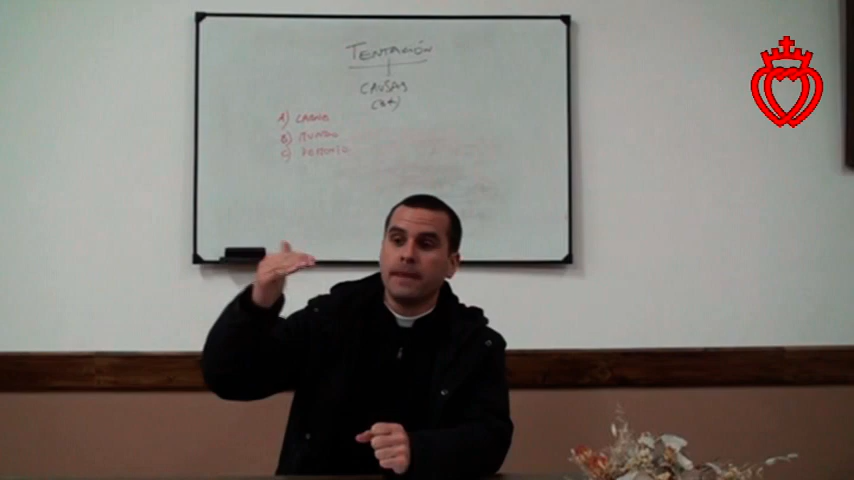 TENTACIÓN
CAUSAS
A) CARNE
B) MUNDO
C) DEMONIO